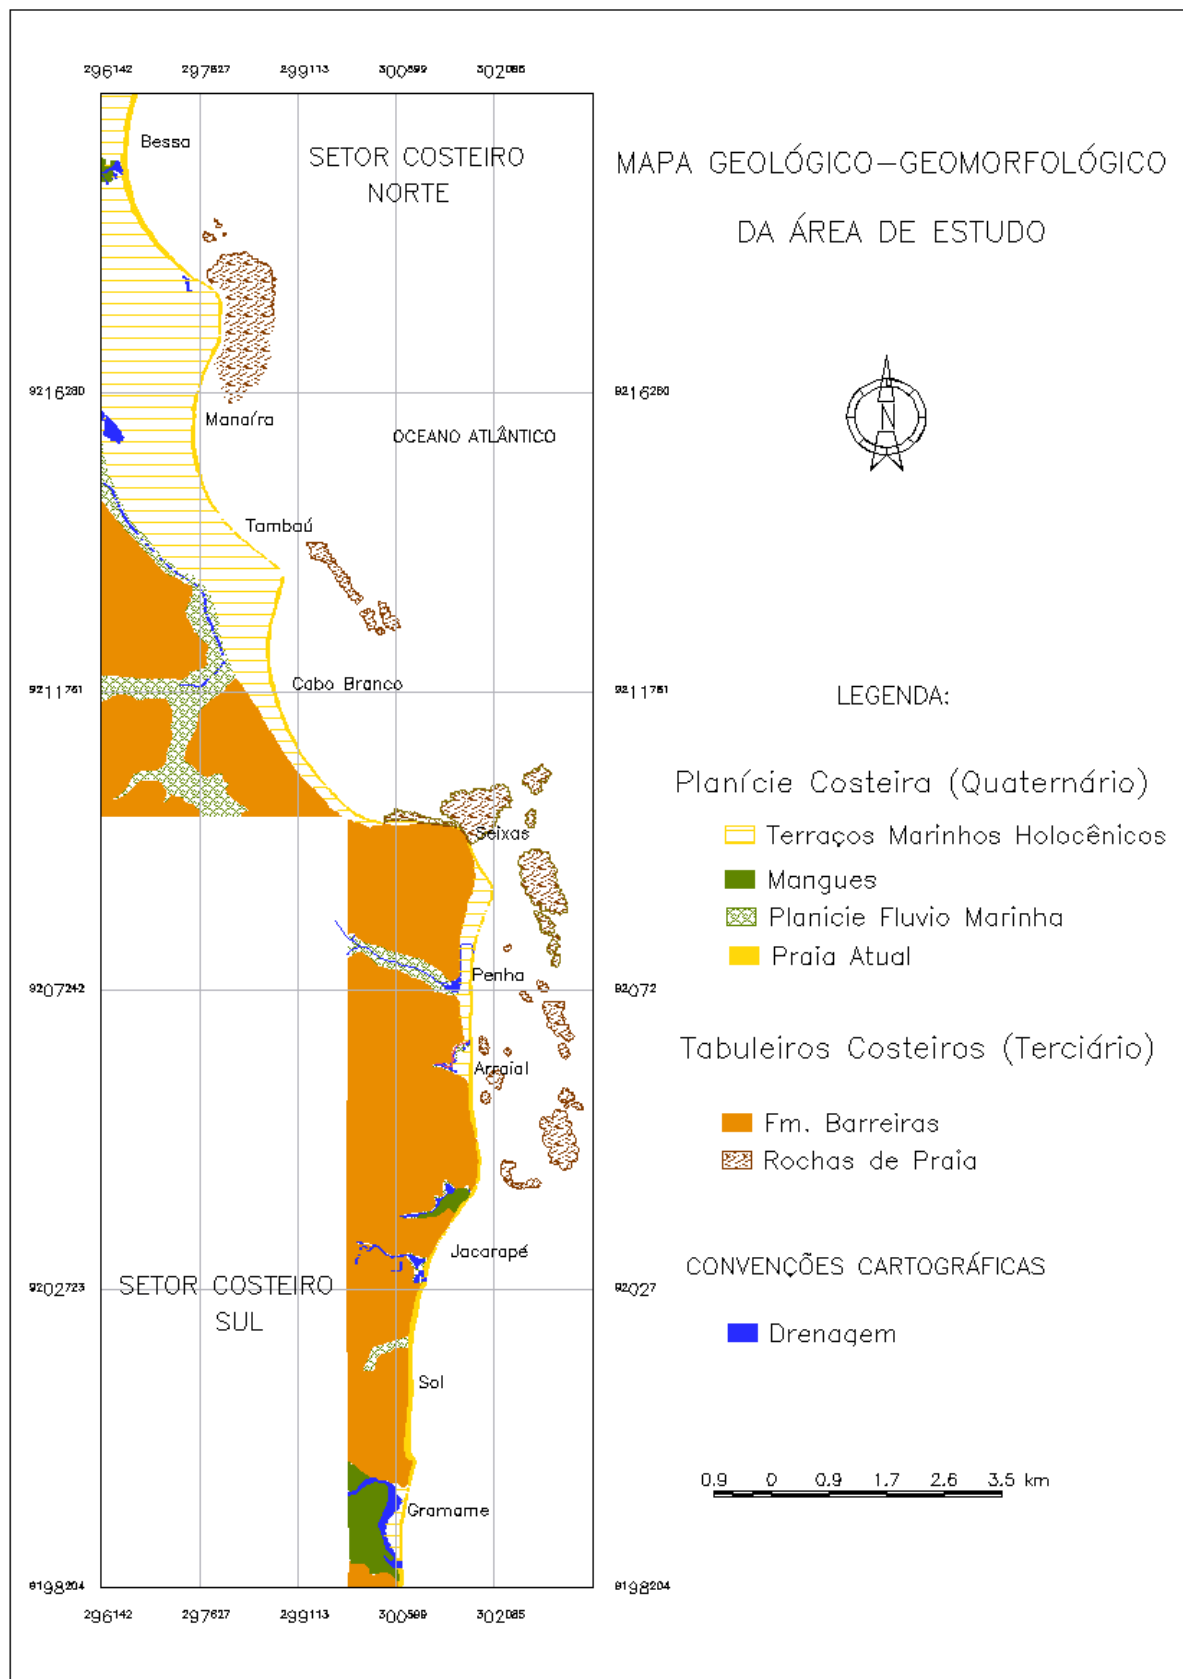 296142 297627 299113 300599 302085
Bessa
SETOR COSTEIRO
NORTE
MAPA GEOLÓGICO-GEOMORFOLÓGICO
DA ÁREA DE ESTUDO
N
9216280 9216280
Manaíra
OCEANO ATLÂNTICO
Tambaú
Cabo Branco
9211761 9211761
LEGENDA:
Planície Costeira (Quaternário)
Seixas
Terraços Marinhos Holocênicos
Mangues
Planicie Fluvio Marinha
Praia Atual
Penha
9207242 92072
Tabuleiros Costeiros (Terciário)
Arraial
Fm. Barreiras
Rochas de Praia
Jacarapé
CONVENÇÕES CARTOGRÁFICAS
9202723 92027
SETOR COSTEIRO
SUL
Drenagem
Sol
0.9 0 0.9 1.7 2.6 3.5 km
Gramame
9198204 9198204
296142 297627 299113 300599 302085